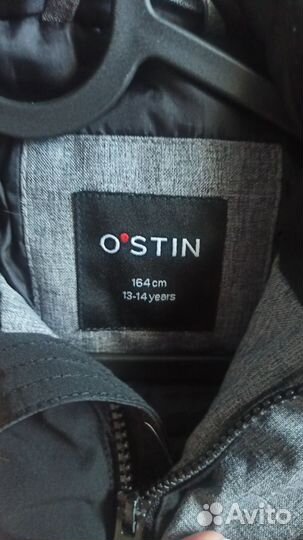 O'STIN
164 cm
13-14 years
Avito